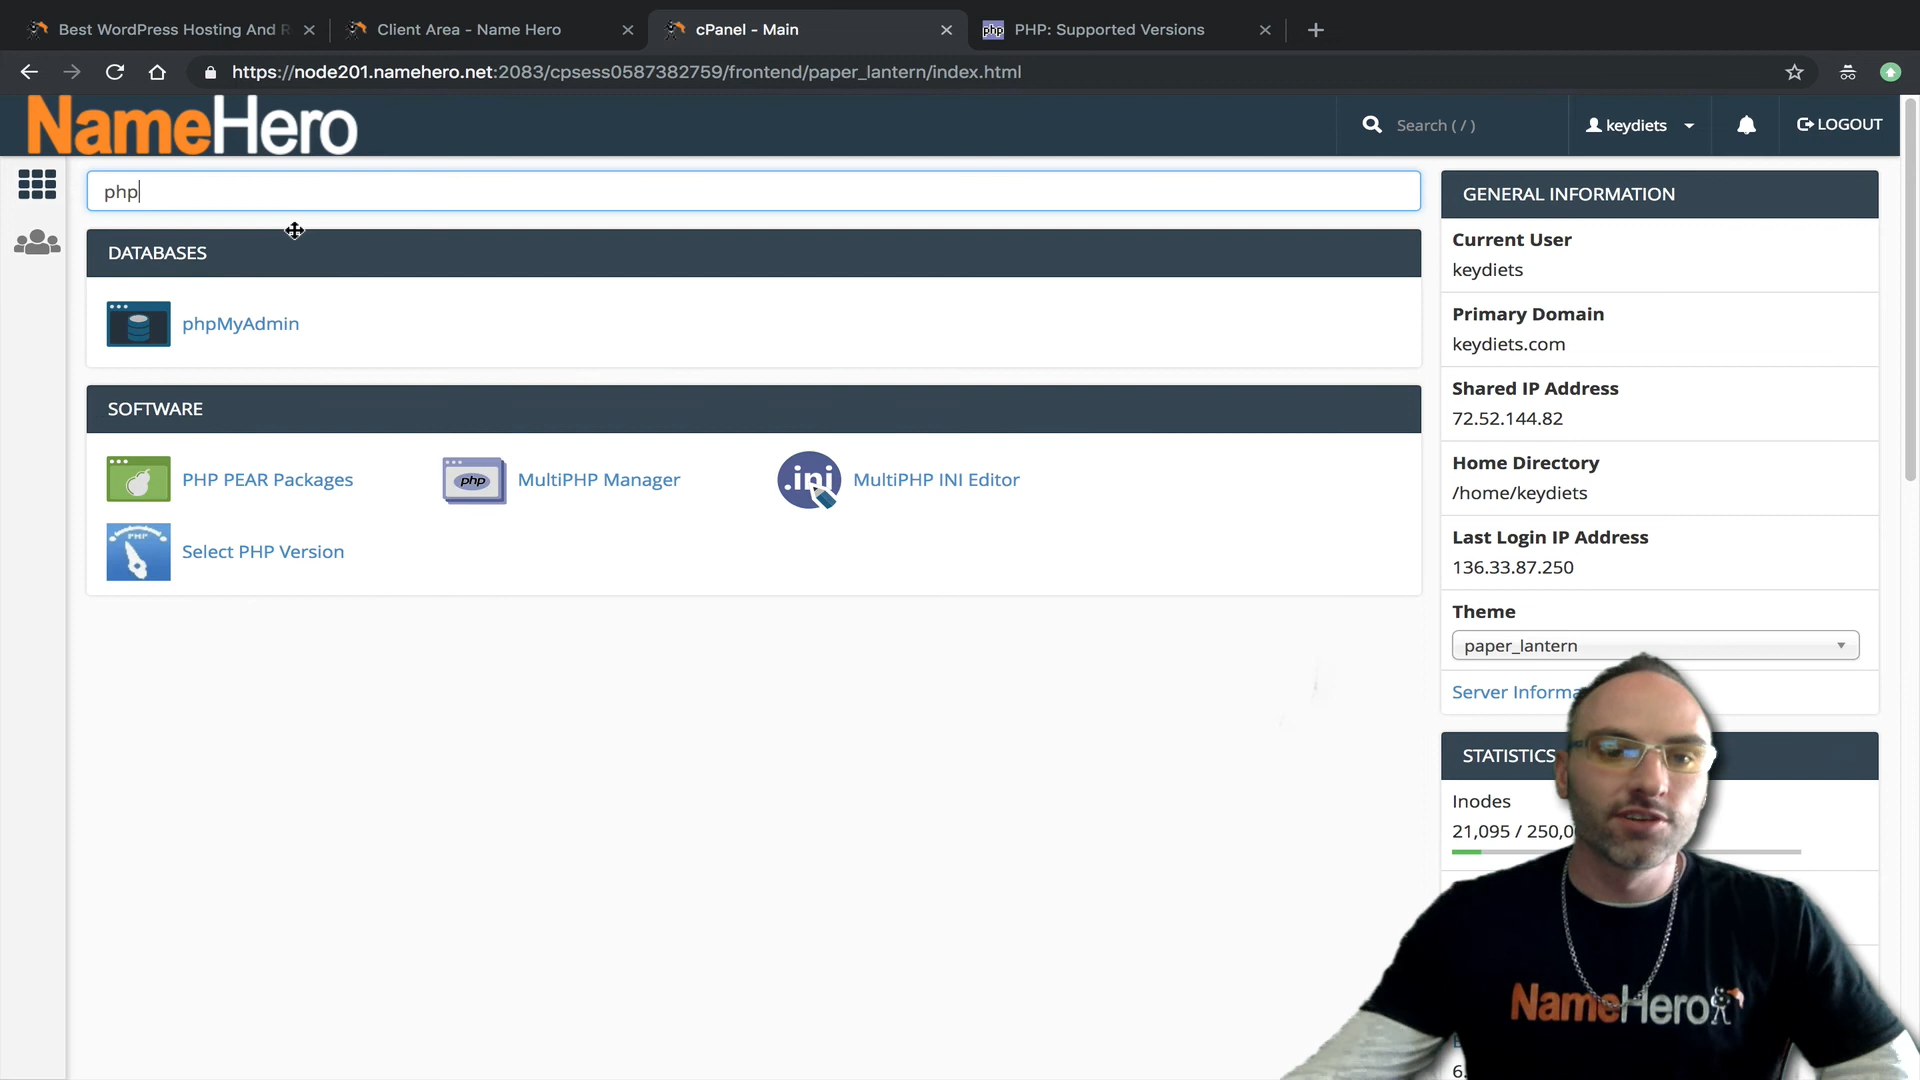 Best WordPress Hosting And R
Client Area - Name Hero
cPanel - Main
PHP: Supported Versions
https://node201.namehero.net:2083/cpsess0587382759/frontend/paper_lantern/index.html
NameHero
Search ( / )
keydiets
LOGOUT
php
DATABASES
phpMyAdmin
SOFTWARE
PHP PEAR Packages
php
MultiPHP Manager
.ini
MultiPHP INI Editor
PHP
Select PHP Version
GENERAL INFORMATION
Current User
keydiets
Primary Domain
keydiets.com
Shared IP Address
72.52.144.82
Home Directory
/home/keydiets
Last Login IP Address
136.33.87.250
Theme
paper_lantern
Server Informa
STATISTICS
Inodes
21,095 / 250,0
NameHero
6.